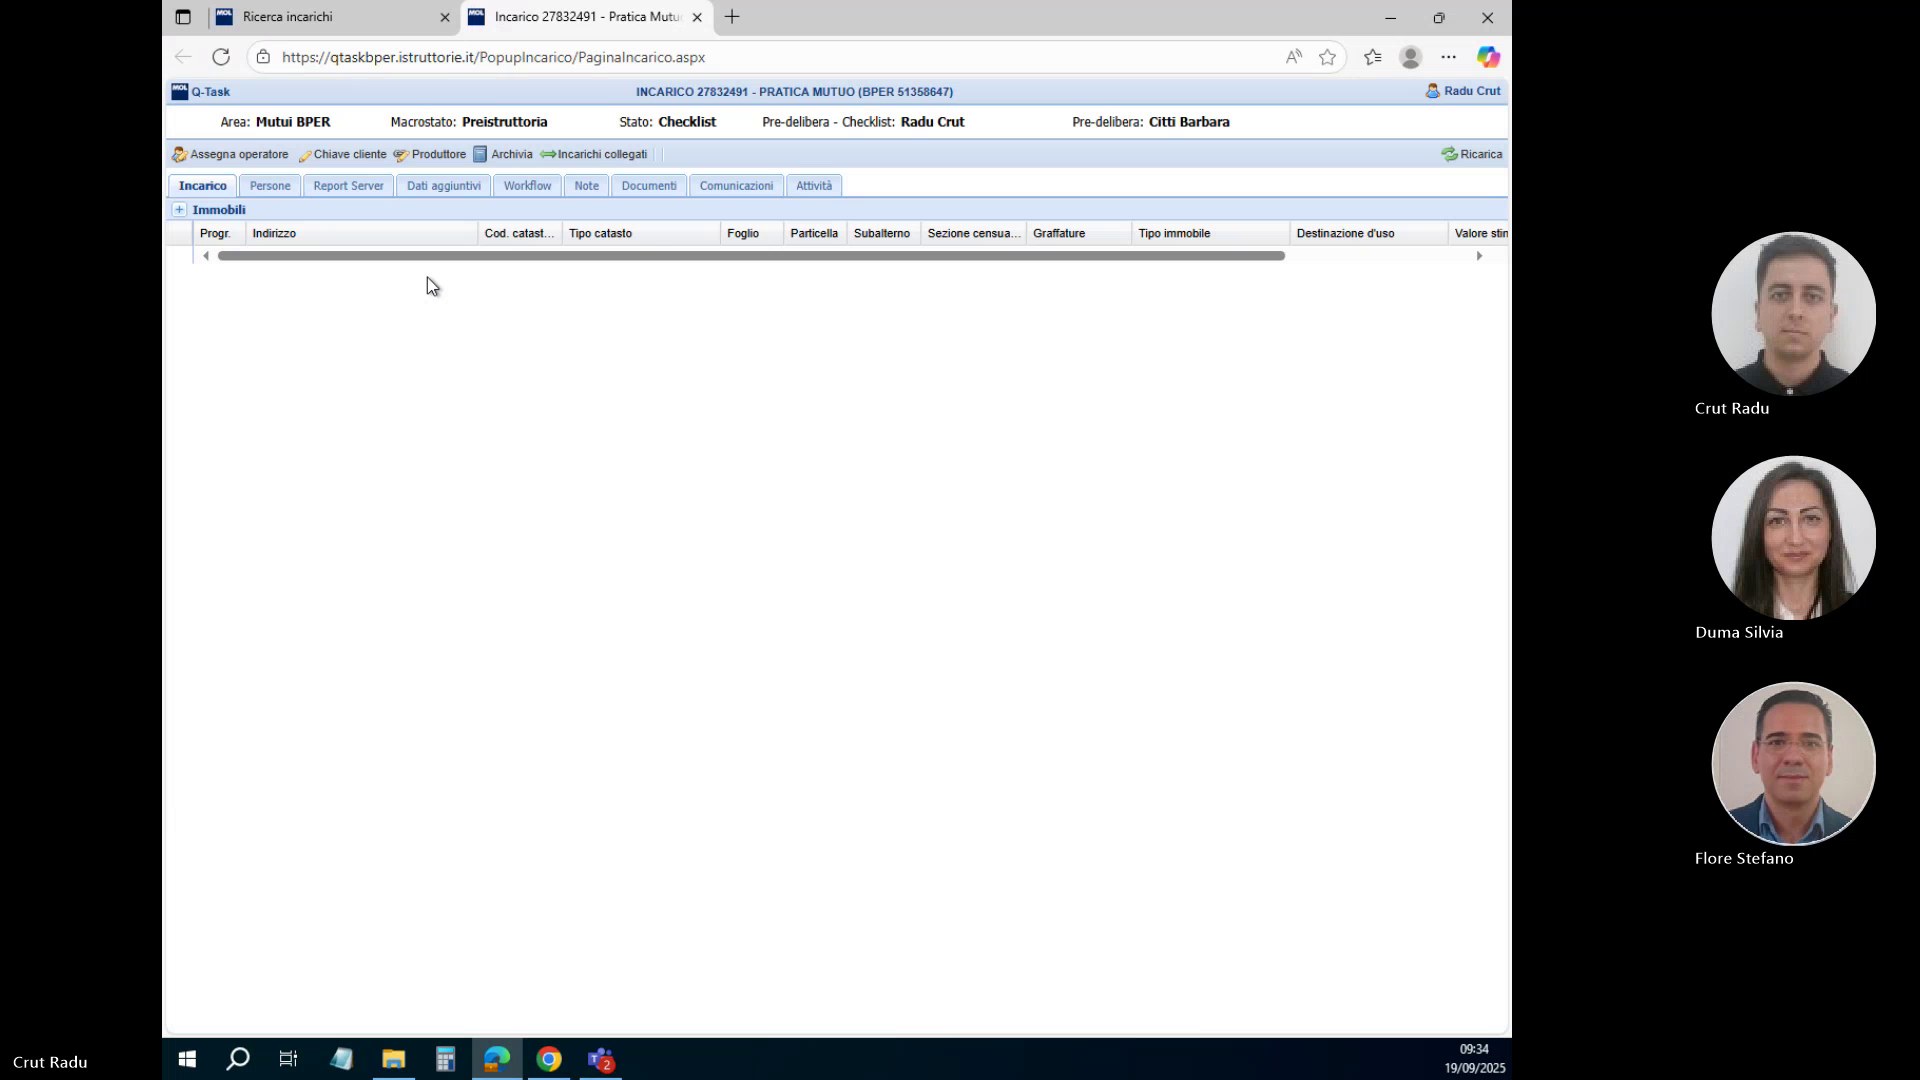 Ricerca incarichi
Incarico 27832491 - Pratica Mutu
https://qtaskbper.istruttorie.it/PopupIncarico/PaginaIncarico.aspx
MOL Q-Task
INCARICO 27832491 - PRATICA MUTUO (BPER 51358647)
Radu Crut
Area: Mutui BPER
Macrostato: Preistruttoria
Stato: Checklist
Pre-delibera - Checklist: Radu Crut
Pre-delibera: Citti Barbara
Assegna operatore
Chiave cliente
Produttore
Archivia
Incarichi collegati
Ricarica
Incarico
Persone
Report Server
Dati aggiuntivi
Workflow
Note
Documenti
Comunicazioni
Attività
Immobili
Progr.
Indirizzo
Cod. catast...
Tipo catasto
Foglio
Particella
Subalterno
Sezione censua...
Graffature
Tipo immobile
Destinazione d'uso
Valore stin
Crut Radu
Duma Silvia
Flore Stefano
Crut Radu
2
09:34
19/09/2025